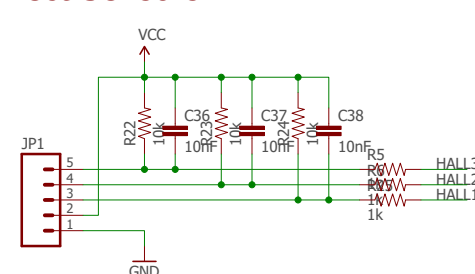 VCC
C36
C37
C38
R22
10k
R23
10k
R24
10k
10nF
10nF
10nF
JP1
5
4
3
2
1
R5
R6
HALL3
HALL2
HALL1
1k
1k
GND